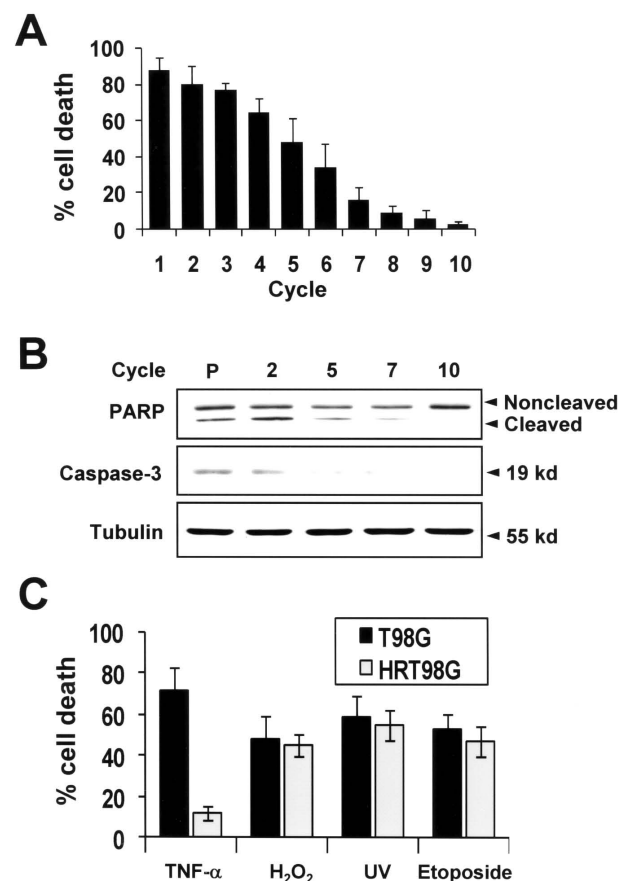 A
100
80
60
40
20
0
% cell death
1 2 3 4 5 6 7 8 9 10
Cycle
B
Cycle P 2 5 7 10
PARP
Noncleaved
Cleaved
Caspase-3
19 kd
Tubulin
55 kd
C
100
80
60
40
20
0
% cell death
T98G
HRT98G
TNF-α H₂O₂ UV Etoposide